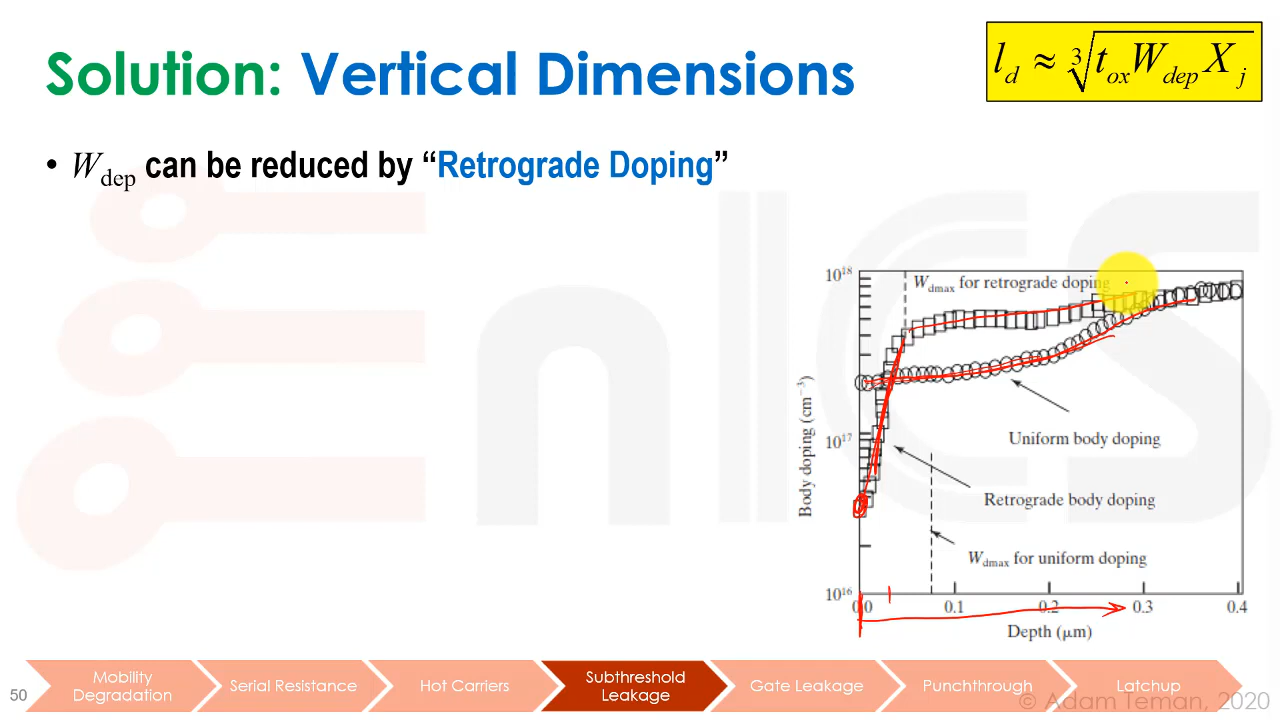 Solution: Vertical Dimensions
l_d ≈ ∛(t_ox W_dep X_j)
• W_dep can be reduced by “Retrograde Doping”
10^18
W_dmax for retrograde doping
Body doping (cm^−3)
Uniform body doping
10^17
Retrograde body doping
W_dmax for uniform doping
10^16
0.0 0.1 0.2 0.3 0.4
Depth (μm)
50
Mobility Degradation
Serial Resistance
Hot Carriers
Subthreshold Leakage
Gate Leakage
Punchthrough
Latchup
© Adam Teman, 2020
enICS